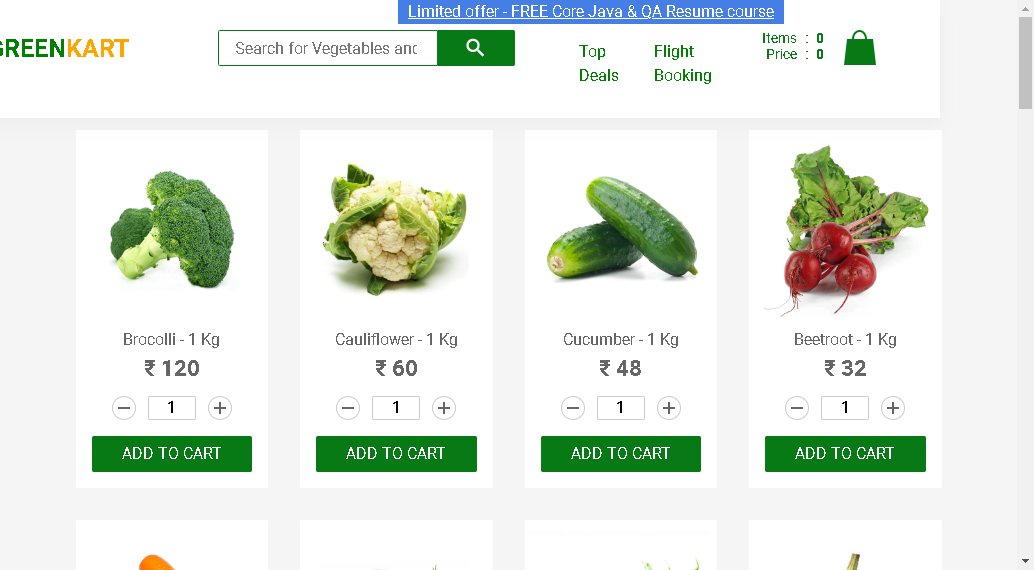 Limited offer - FREE Core Java & QA Resume course
GREENKART
Search for Vegetables and
Top
Deals
Flight
Booking
Items : 0
Price : 0
Brocolli - 1 Kg
₹ 120
1
ADD TO CART
Cauliflower - 1 Kg
₹ 60
1
ADD TO CART
Cucumber - 1 Kg
₹ 48
1
ADD TO CART
Beetroot - 1 Kg
₹ 32
1
ADD TO CART